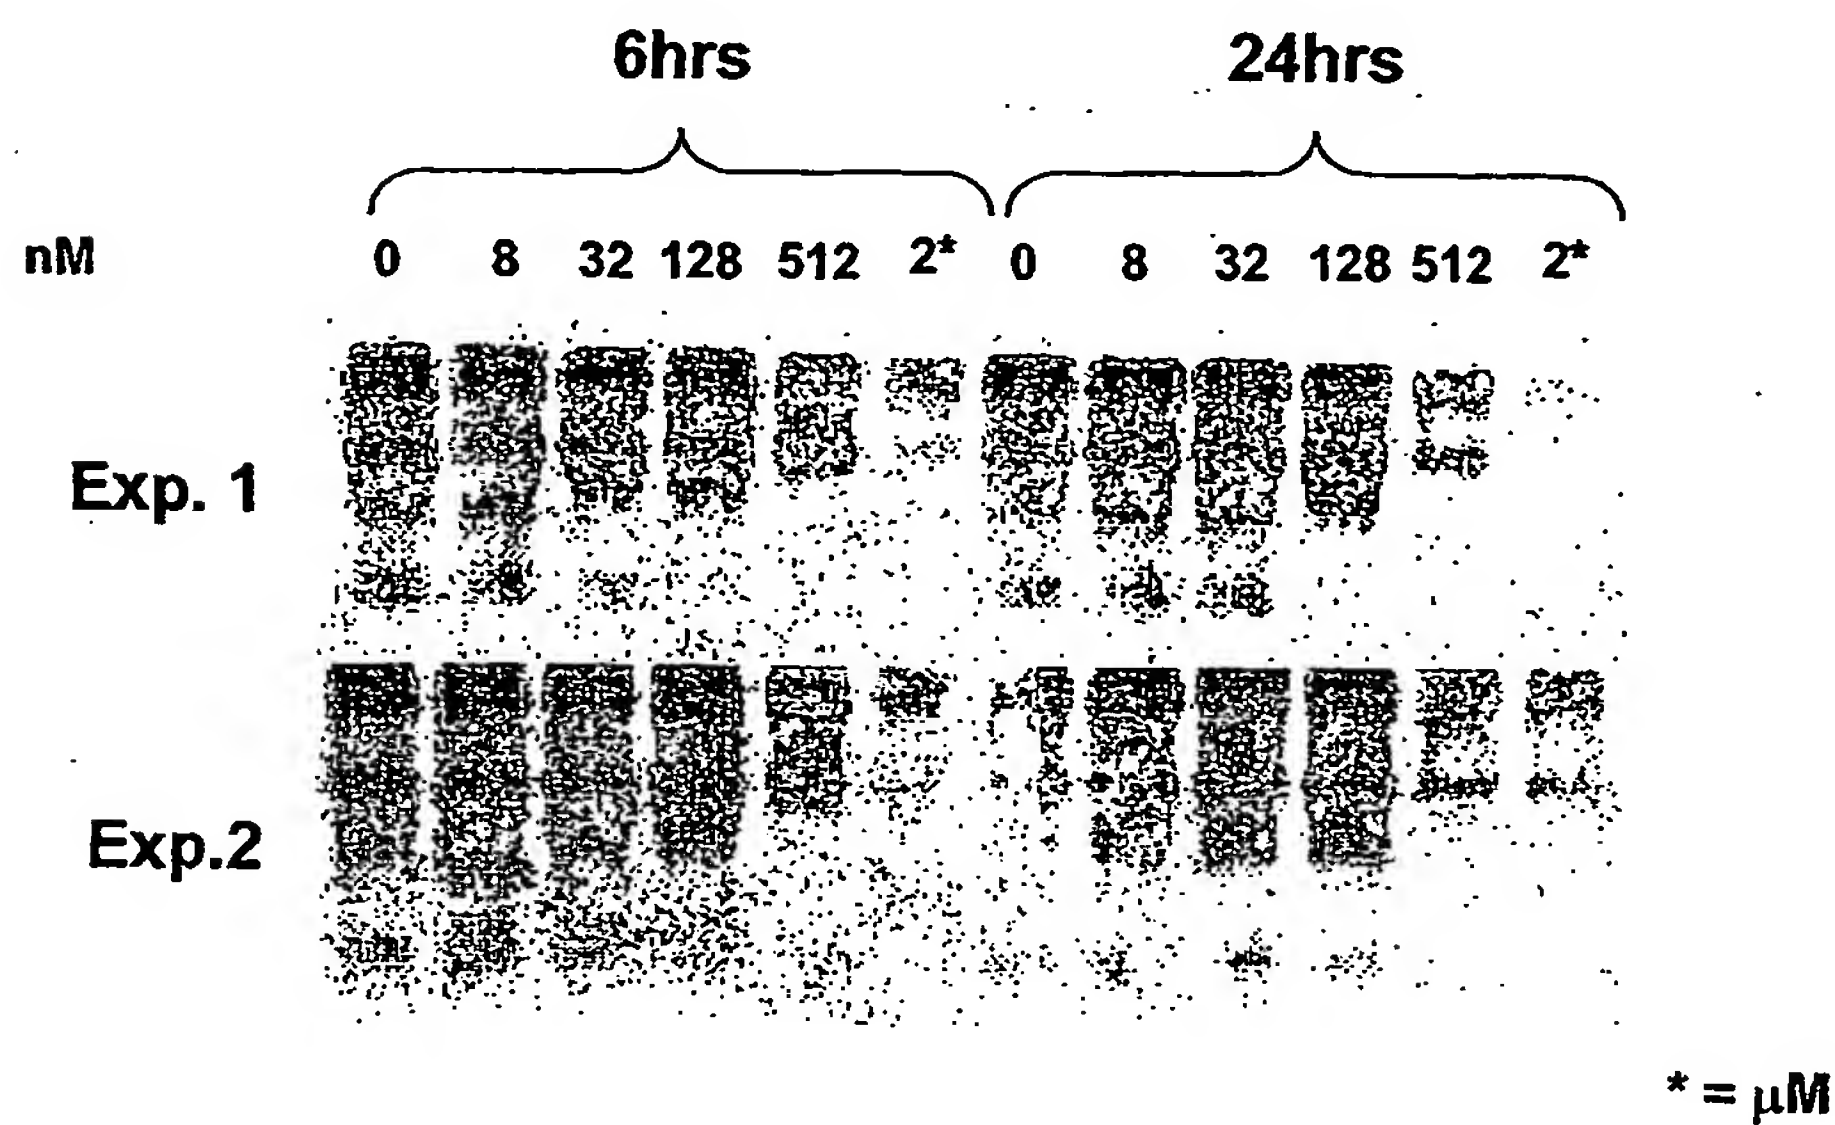 6hrs 24hrs
nM 0 8 32 128 512 2* 0 8 32 128 512 2*
Exp. 1
Exp.2
* = μM